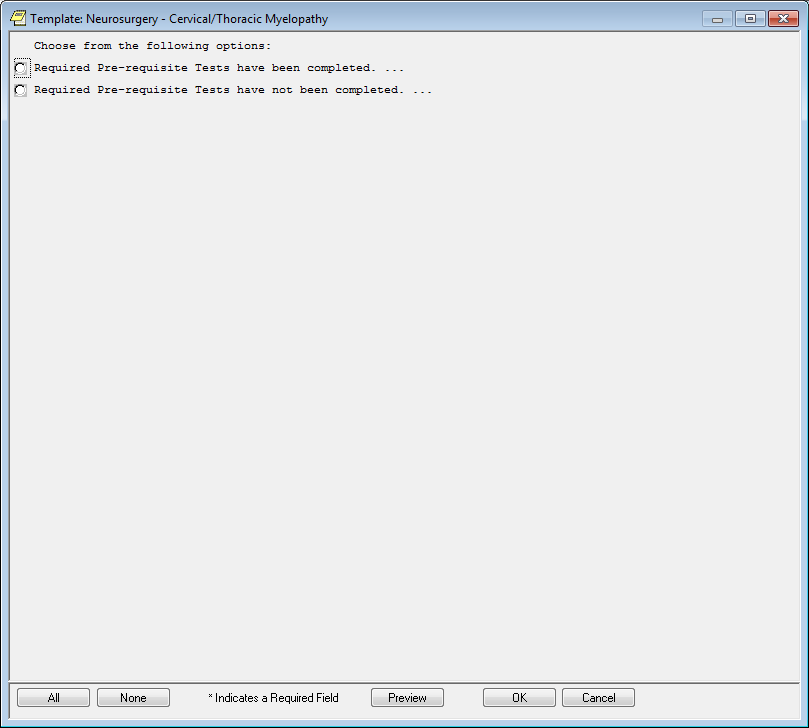 Template: Neurosurgery - Cervical/Thoracic Myelopathy
Choose from the following options:
Required Pre-requisite Tests have been completed. ...
Required Pre-requisite Tests have not been completed. ...
All None * Indicates a Required Field Preview OK Cancel